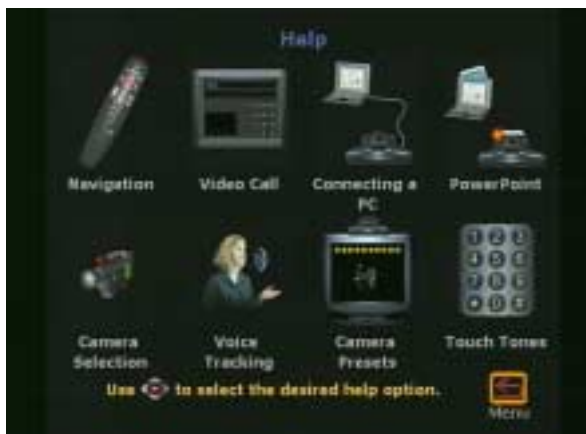 Help
Navigation
Video Call
Connecting a
PC
PowerPoint
Camera
Selection
Voice
Tracking
Camera
Presets
Touch Tones
Use to select the desired help option.
Menu